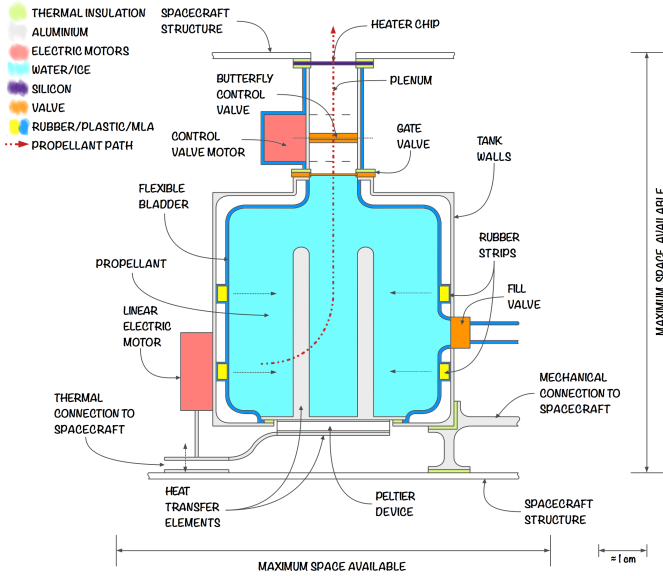 THERMAL INSULATION
ALUMINIUM
ELECTRIC MOTORS
WATER/ICE
SILICON
VALVE
RUBBER/PLASTIC/MLA
PROPELLANT PATH
SPACECRAFT
STRUCTURE
HEATER CHIP
BUTTERFLY
CONTROL
VALVE
PLENUM
CONTROL
VALVE MOTOR
GATE
VALVE
TANK
WALLS
FLEXIBLE
BLADDER
PROPELLANT
RUBBER
STRIPS
FILL
VALVE
LINEAR
ELECTRIC
MOTOR
THERMAL
CONNECTION TO
SPACECRAFT
MECHANICAL
CONNECTION TO
SPACECRAFT
HEAT
TRANSFER
ELEMENTS
PELTIER
DEVICE
SPACECRAFT
STRUCTURE
MAXIMUM SPACE AVAILABLE
MAXIMUM SPACE AVAILABLE
≈1 cm